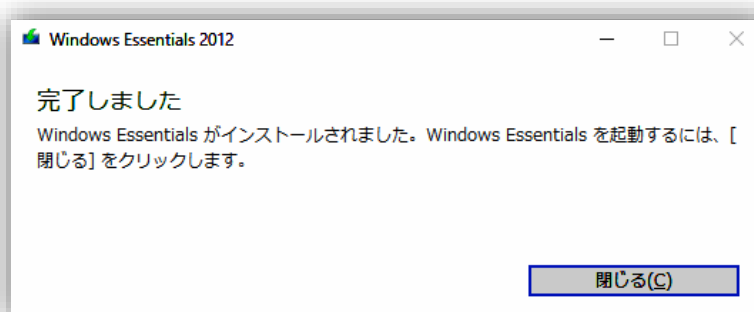 Windows Essentials 2012
完了しました
Windows Essentials がインストールされました。Windows Essentials を起動するには、[
閉じる] をクリックします。
閉じる(C)